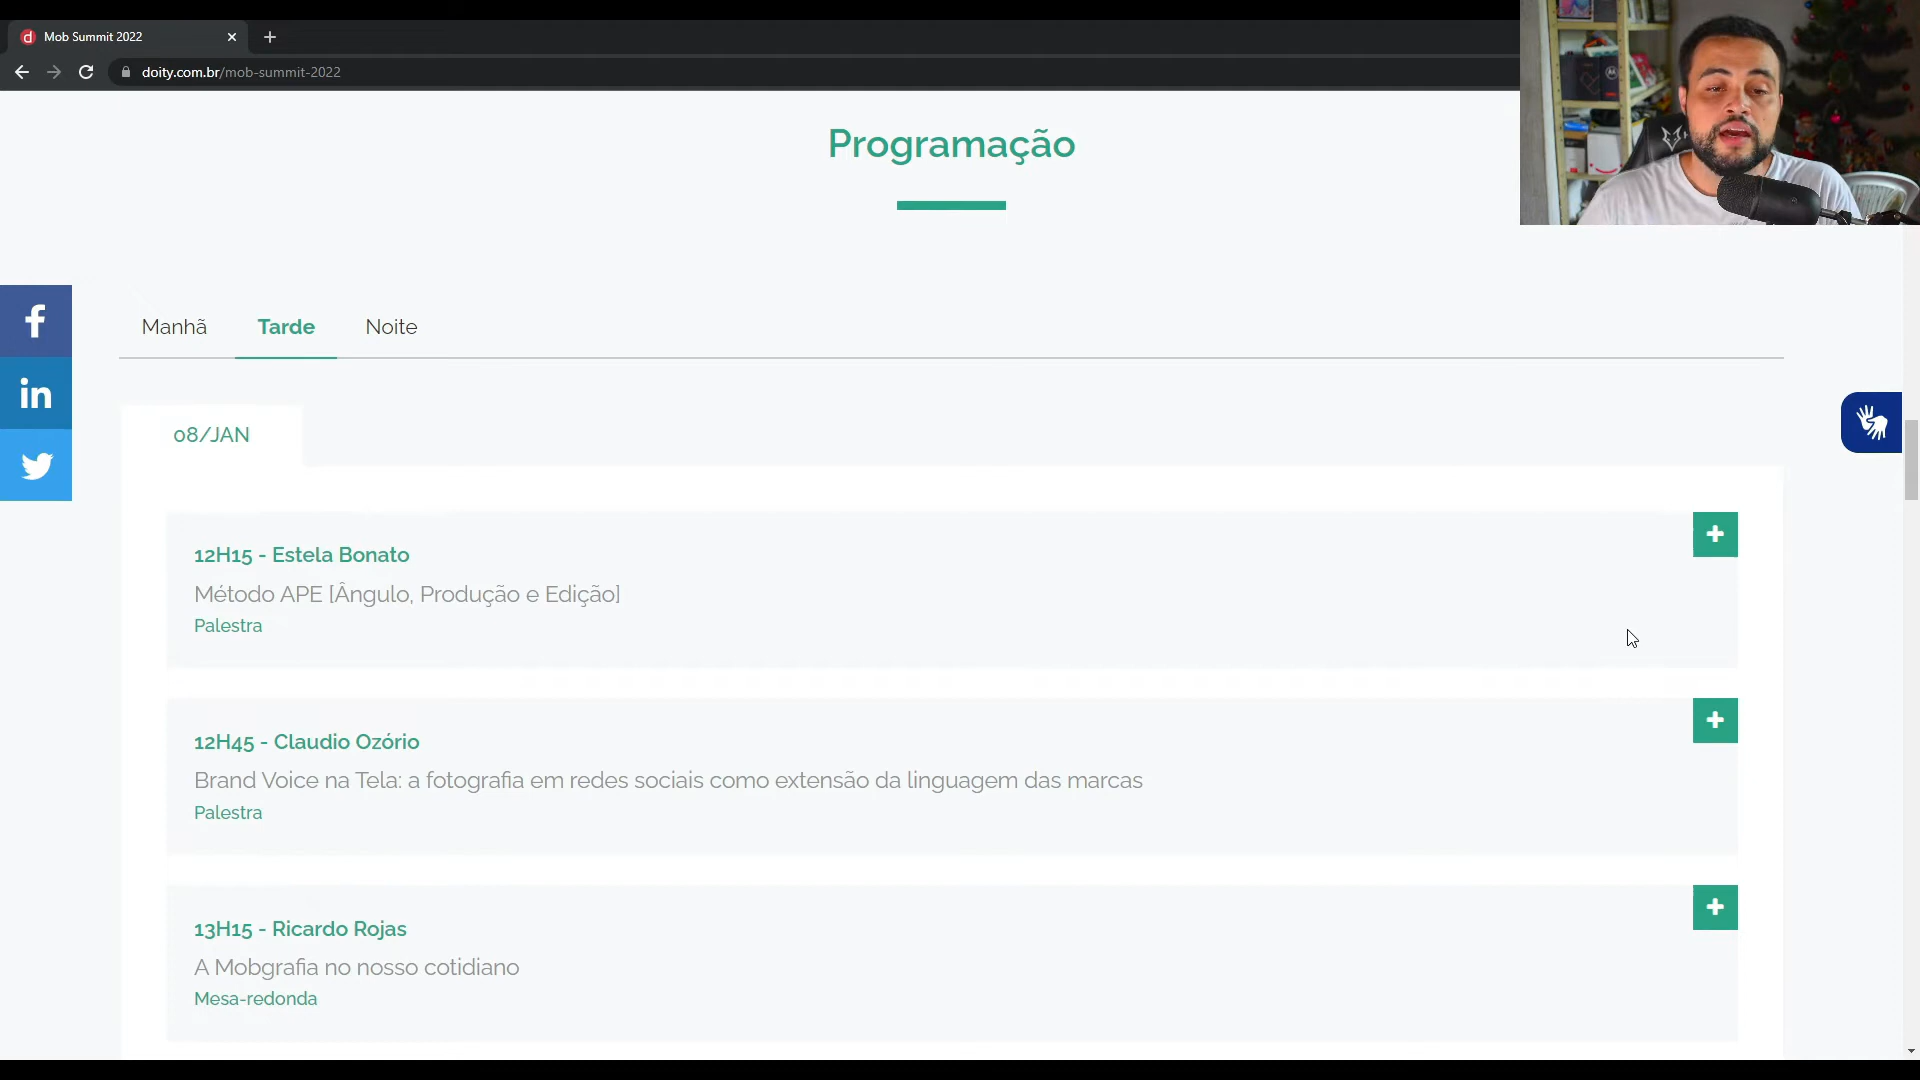 Mob Summit 2022
doity.com.br/mob-summit-2022
Programação
Manhã Tarde Noite
08/JAN
12H15 - Estela Bonato
Método APE [Ângulo, Produção e Edição]
Palestra
12H45 - Claudio Ozório
Brand Voice na Tela: a fotografia em redes sociais como extensão da linguagem das marcas
Palestra
13H15 - Ricardo Rojas
A Mobgrafia no nosso cotidiano
Mesa-redonda